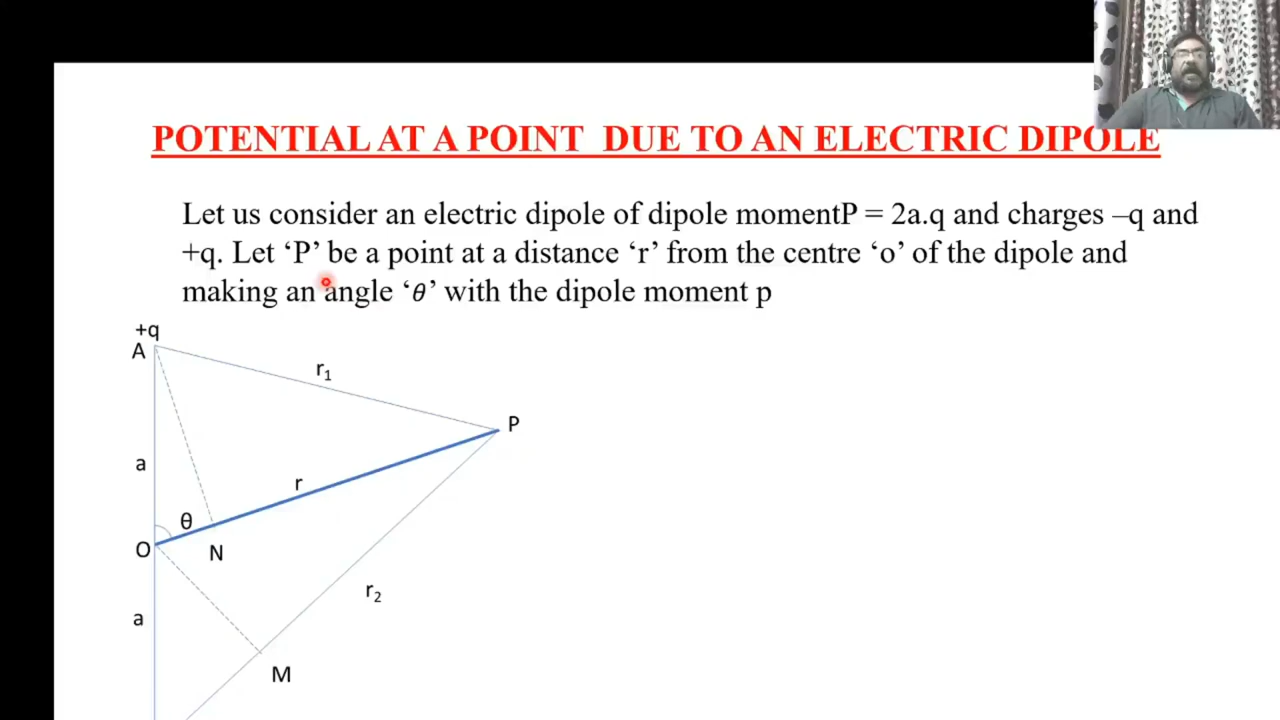 POTENTIAL AT A POINT DUE TO AN ELECTRIC DIPOLE
Let us consider an electric dipole of dipole momentP = 2a.q and charges –q and
+q. Let ‘P’ be a point at a distance ‘r’ from the centre ‘o’ of the dipole and
making an angle ‘θ’ with the dipole moment p
+q
A
r₁
P
a
r
θ
O
N
r₂
a
M